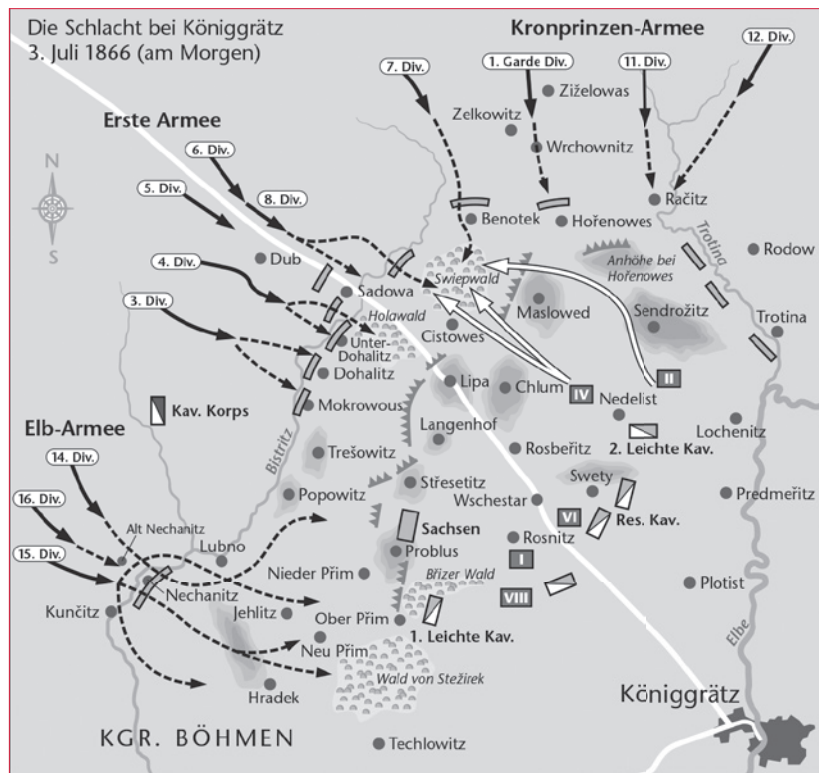 Die Schlacht bei Königgrätz
3. Juli 1866 (am Morgen)
Kronprinzen-Armee
12. Div.
7. Div.
1. Garde Div.
11. Div.
Ziželowas
Zelkowitz
Wrchownitz
Erste Armee
6. Div.
5. Div.
8. Div.
N
S
Račitz
Benotek
Hořenowes
Trotina
Rodow
Dub
4. Div.
Sadowa
Swiepwald
Anhöhe bei
Hořenowes
3. Div.
Holawald
Maslowed
Sendrožitz
Trotina
Cistowes
Unter-
Dohalitz
Dohalitz
Lipa
Chlum
IV
II
Nedelist
Kav. Korps
Mokrowous
Langenhof
Lochenitz
Elb-Armee
Bistritz
Rosbeřitz
2. Leichte Kav.
14. Div.
Trešowitz
Střesetitz
Swety
16. Div.
Popowitz
Wschestar
Predmeřitz
Alt Nechanitz
Sachsen
VI
Res. Kav.
15. Div.
Lubno
Rosnitz
Problus
I
Nieder Přim
Břizer Wald
Plotist
Nechanitz
VIII
Kunčitz
Jehlitz
Ober Přim
1. Leichte Kav.
Elbe
Neu Přim
Wald von Stežirek
Hradek
Königgrätz
KGR. BÖHMEN
Techlowitz